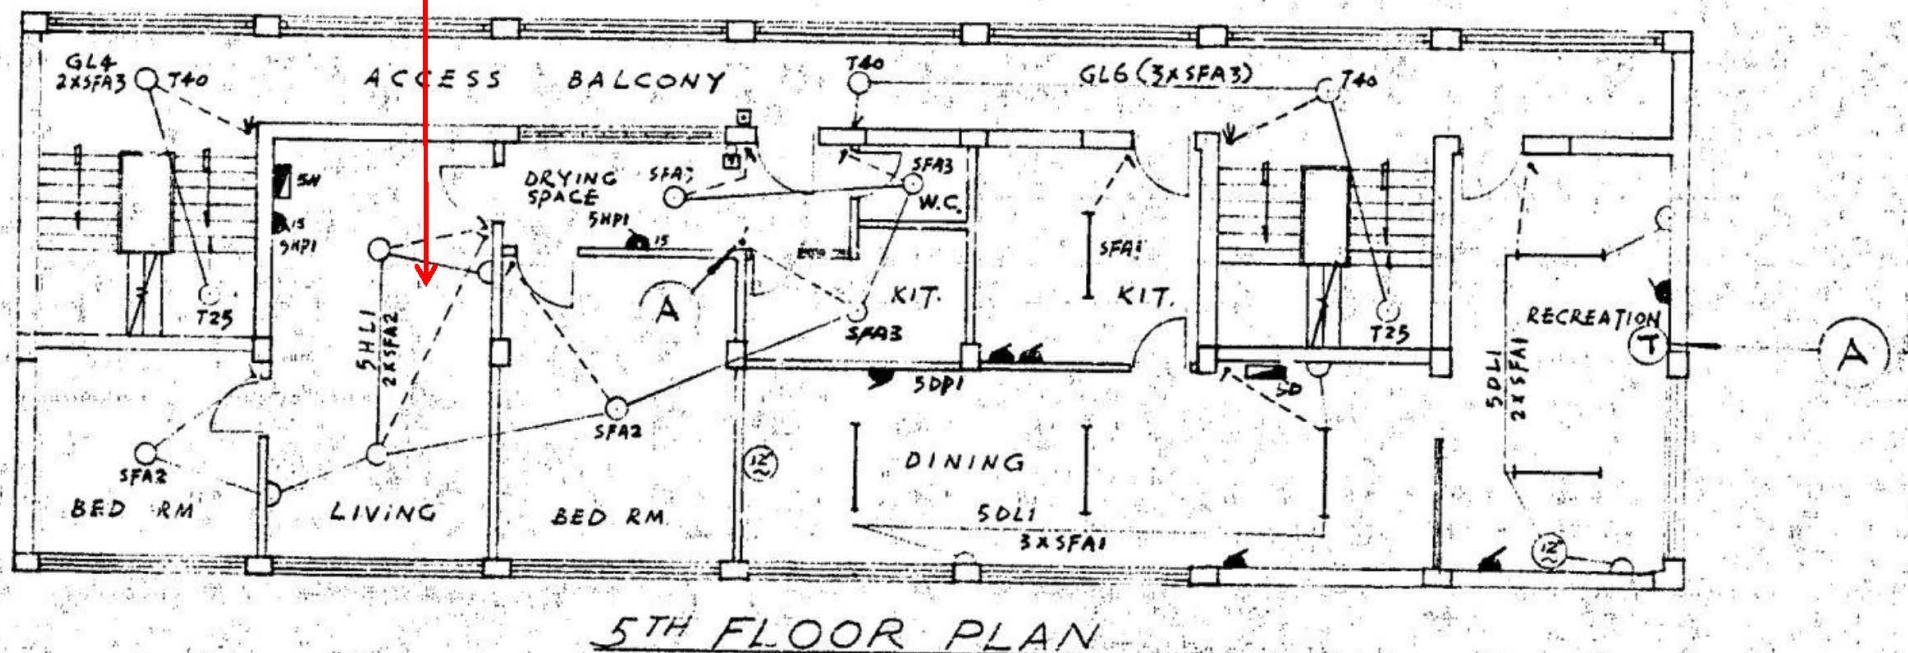 GL4
2XSFA3
T40
ACCESS BALCONY
T40
GL6 (3XSFA3)
T40
5H
15
5HP1
DRYING
SPACE
5HP1
15
SFA3
W.C.
SFA1
KIT.
KIT.
SFA3
A
T25
5HL1
2XSFA2
T25
RECREATION
T
A
5DL1
2XSFA1
5DP1
5D
SFA2
SFA2
BED RM
LIVING
BED RM
12
DINING
5DL1
3XSFA1
12
5TH FLOOR PLAN